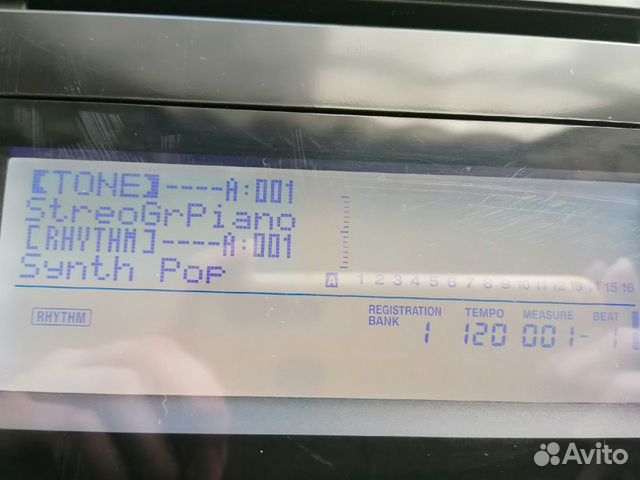 【TONE】----A:001
StreoGrPiano
[RHYTHM]----A:001
Synth Pop
A 1 2 3 4 5 6 7 8 9 10 11 12 13 14 15 16
RHYTHM
REGISTRATION TEMPO MEASURE BEAT
BANK 1 120 001- 1
Avito